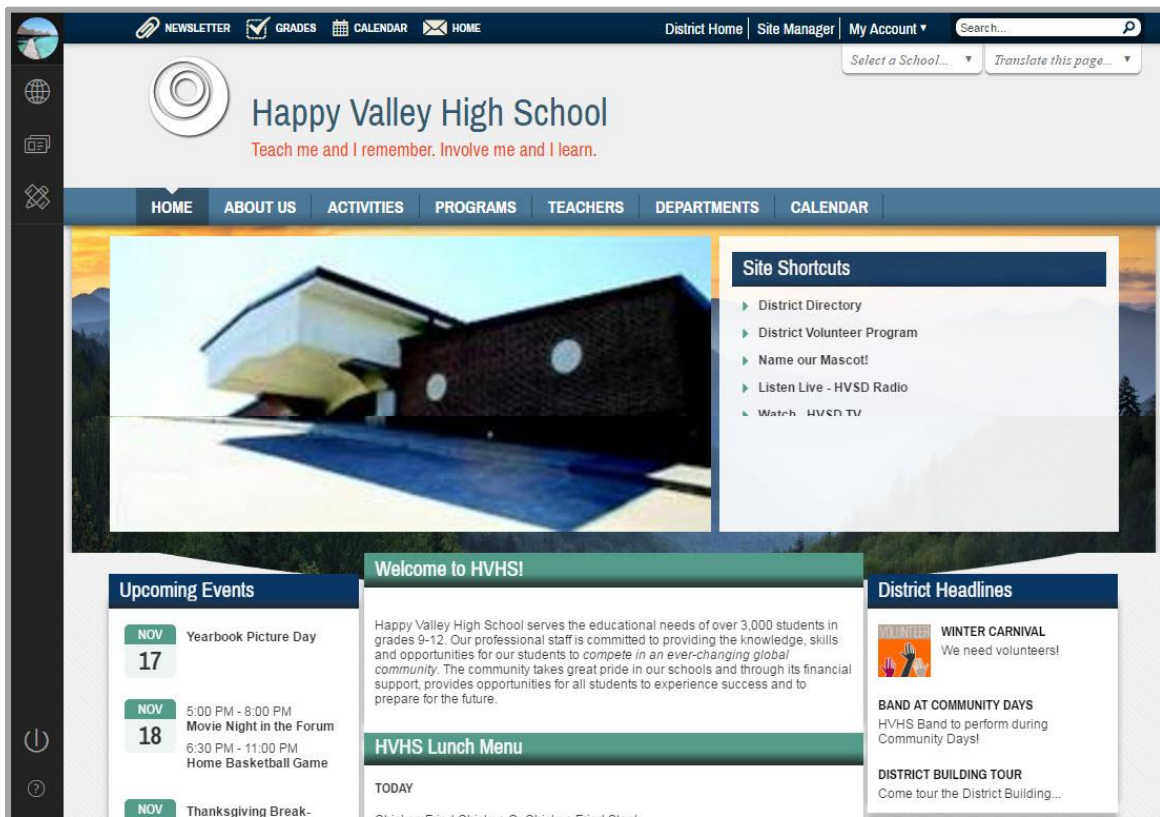 NEWSLETTER GRADES CALENDAR HOME
District Home Site Manager My Account ▾ Search...
Select a School... ▼ Translate this page... ▼
Happy Valley High School
Teach me and I remember. Involve me and I learn.
HOME ABOUT US ACTIVITIES PROGRAMS TEACHERS DEPARTMENTS CALENDAR
Site Shortcuts
District Directory
District Volunteer Program
Name our Mascot!
Listen Live - HVSD Radio
Watch - HVSD TV
Upcoming Events
NOV
17
Yearbook Picture Day
NOV
18
5:00 PM - 8:00 PM
Movie Night in the Forum
6:30 PM - 11:00 PM
Home Basketball Game
NOV
Thanksgiving Break-
Welcome to HVHS!
Happy Valley High School serves the educational needs of over 3,000 students in
grades 9-12. Our professional staff is committed to providing the knowledge, skills
and opportunities for our students to compete in an ever-changing global
community. The community takes great pride in our schools and through its financial
support, provides opportunities for all students to experience success and to
prepare for the future.
HVHS Lunch Menu
TODAY
District Headlines
VOLUNTEER
WINTER CARNIVAL
We need volunteers!
BAND AT COMMUNITY DAYS
HVHS Band to perform during
Community Days!
DISTRICT BUILDING TOUR
Come tour the District Building...